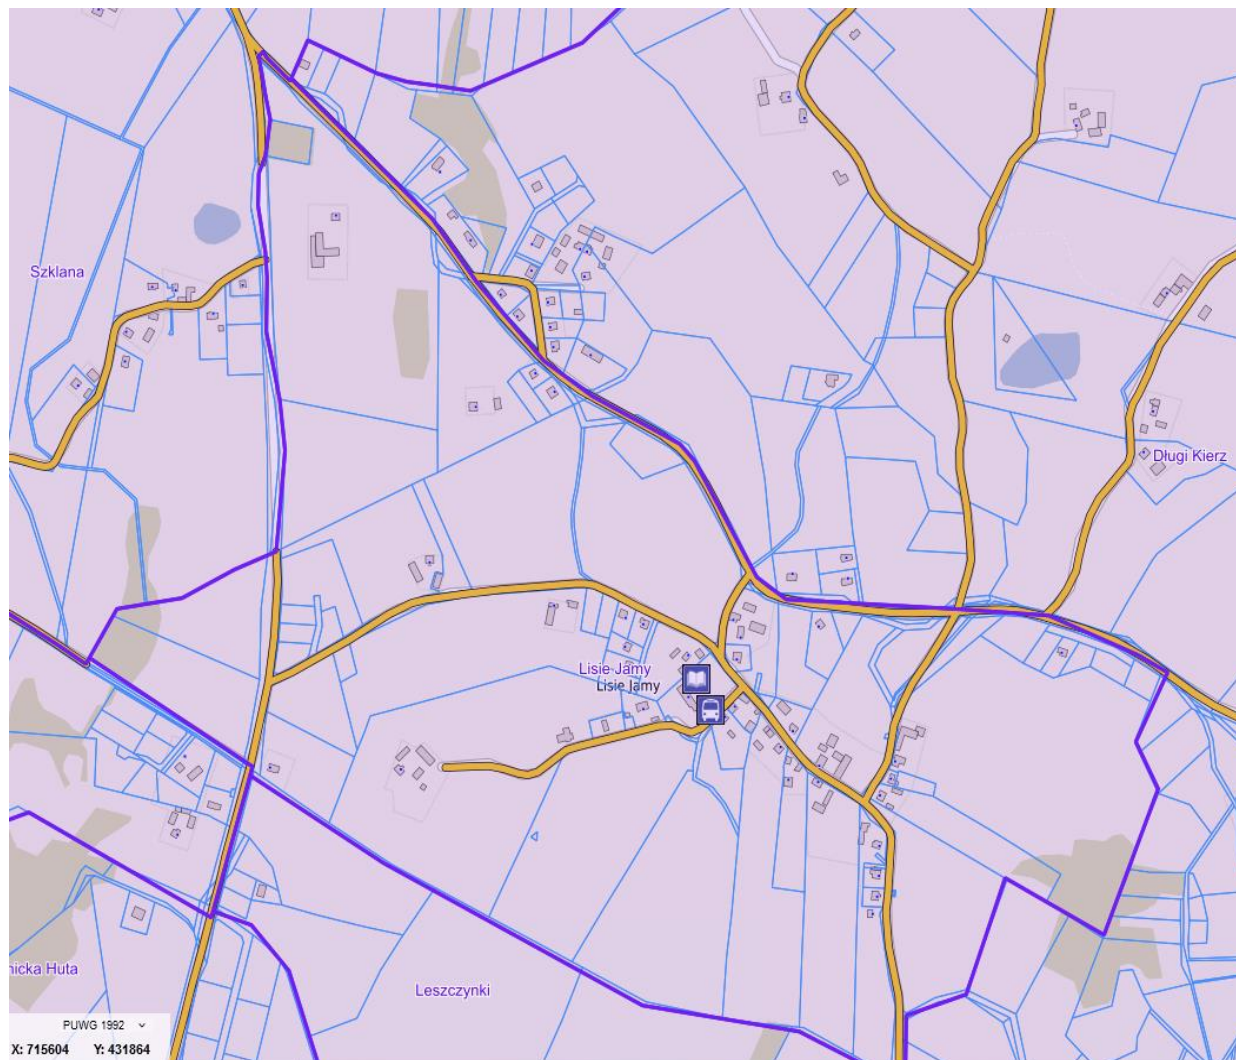 Szklana
Długi Kierz
Lisie Jamy
Lisie Jamy
nicka Huta
Leszczynki
PUWG 1992
X: 715604 Y: 431864